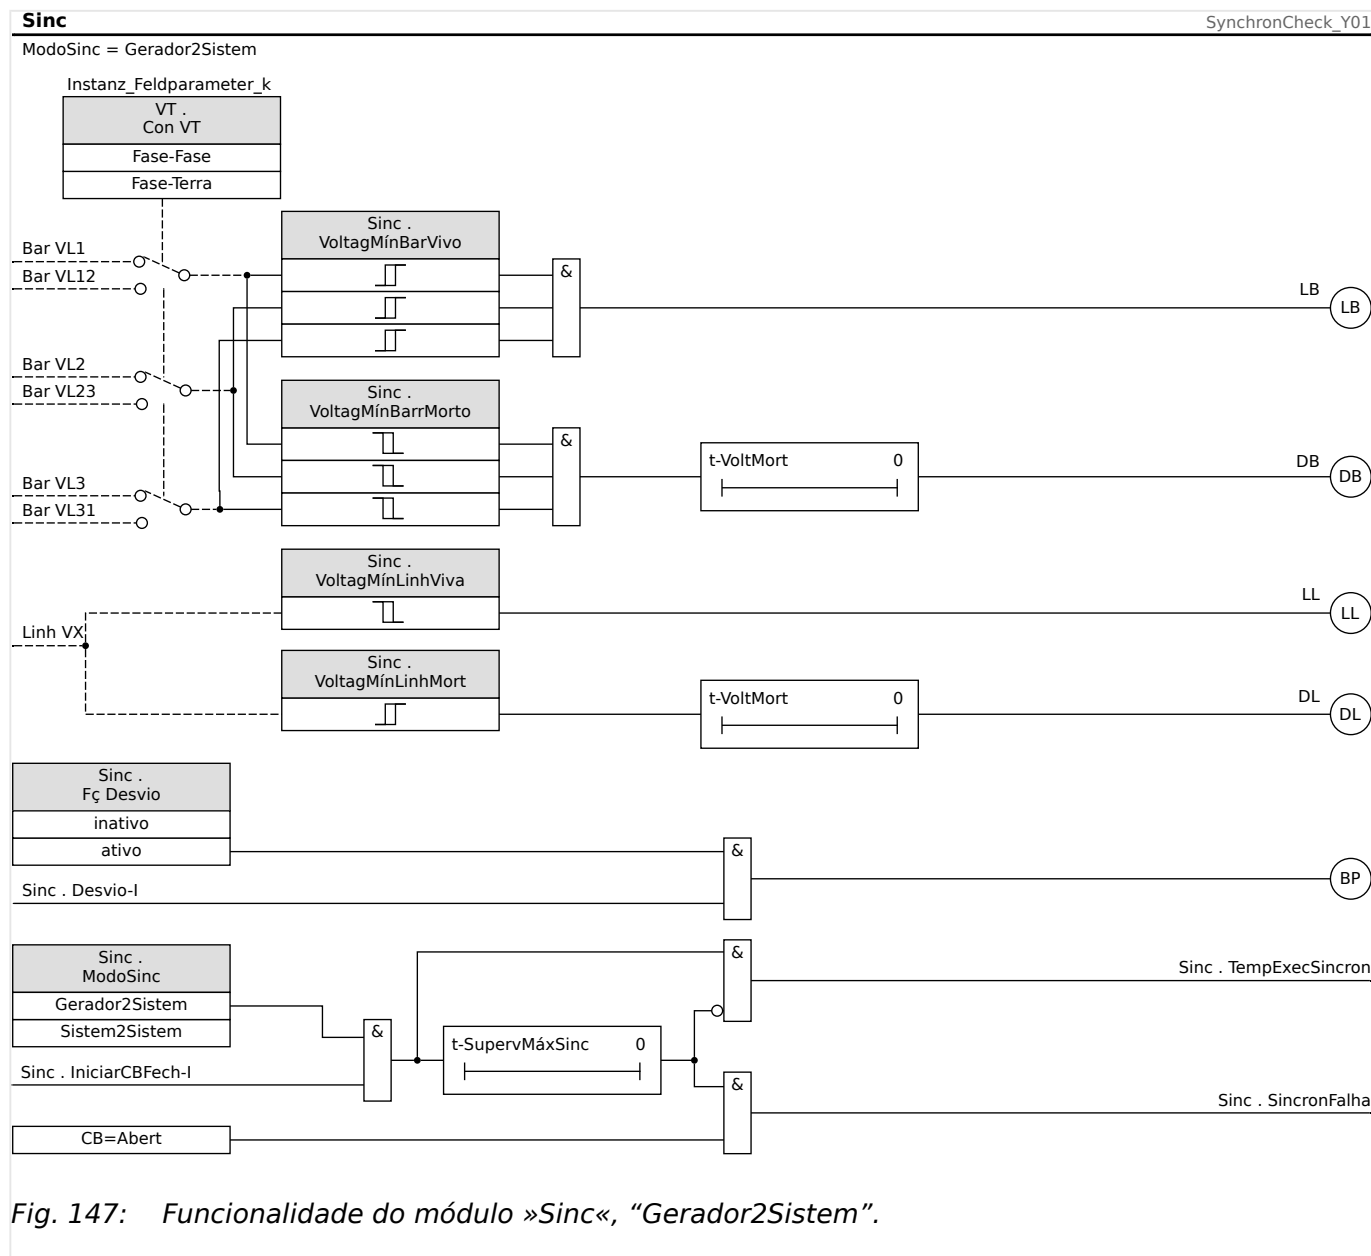 Sinc
SynchronCheck_Y01
ModoSinc = Gerador2Sistem
Instanz_Feldparameter_k
VT .
Con VT
Fase-Fase
Fase-Terra
Sinc .
VoltagMínBarVivo
Bar VL1
Bar VL12
&
LB
LB
Bar VL2
Bar VL23
Sinc .
VoltagMínBarrMorto
&
t-VoltMort 0
DB
DB
Bar VL3
Bar VL31
Sinc .
VoltagMínLinhViva
LL
LL
Linh VX
Sinc .
VoltagMínLinhMort
t-VoltMort 0
DL
DL
Sinc .
Fç Desvio
inativo
ativo
&
Sinc . Desvio-I
BP
Sinc .
ModoSinc
Gerador2Sistem
Sistem2Sistem
&
Sinc . TempExecSincron
&
t-SupervMáxSinc 0
Sinc . IniciarCBFech-I
&
Sinc . SincronFalha
CB=Abert
Fig. 147: Funcionalidade do módulo »Sinc«, “Gerador2Sistem”.